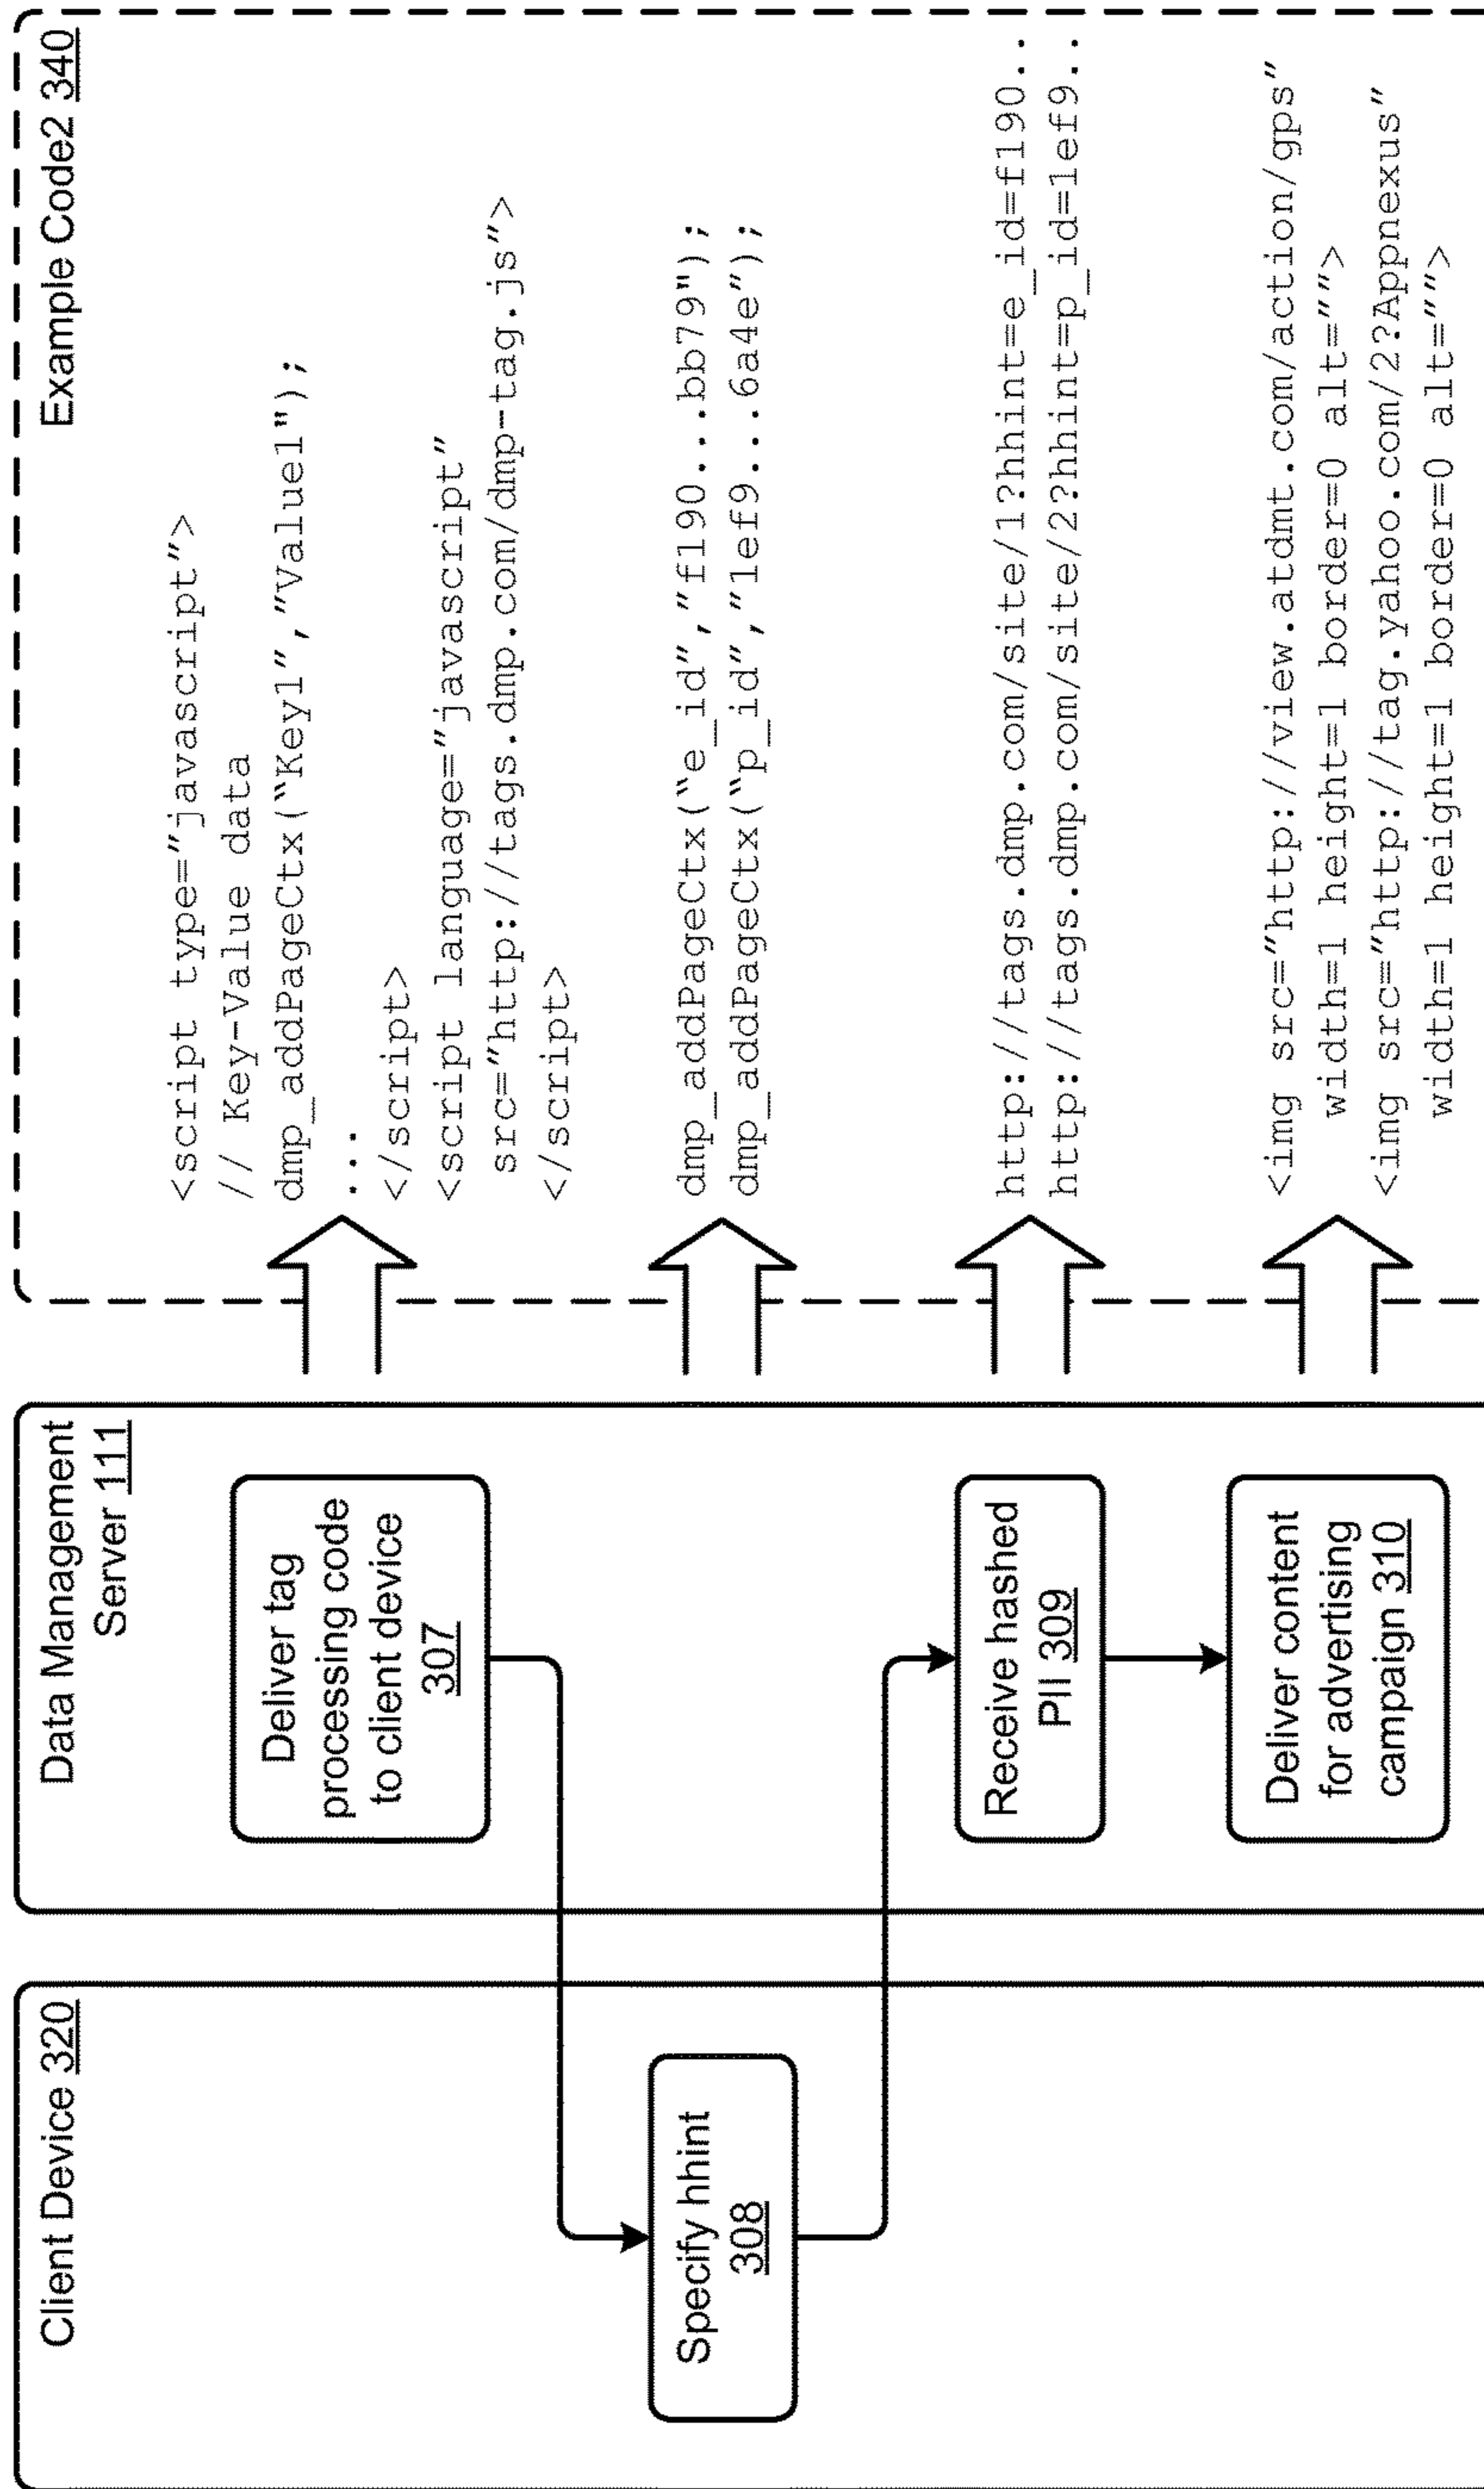 Client Device 320
Specify hhint
308
Data Management
Server 111
Deliver tag
processing code
to client device
307
Receive hashed
PII 309
Deliver content
for advertising
campaign 310
Example Code2 340
<script type=”javascript”>
// Key-Value data
dmp_addPageCtx(“Key1”,”Value1");
...
</script>
<script language=”javascript”
src=”http://tags.dmp.com/dmp-tag.js”>
</script>
dmp_addPageCtx(“e_id”,”f190...bb79");
dmp_addPageCtx(“p_id”,”1ef9...6a4e”);
http://tags.dmp.com/site/1?hhint=e_id=f190..
http://tags.dmp.com/site/2?hhint=p_id=1ef9..
<img src=”http://view.atdmt.com/action/gps”
width=1 height=1 border=0 alt=””>
<img src=”http://tag.yahoo.com/2?Appnexus”
width=1 height=1 border=0 alt=””>